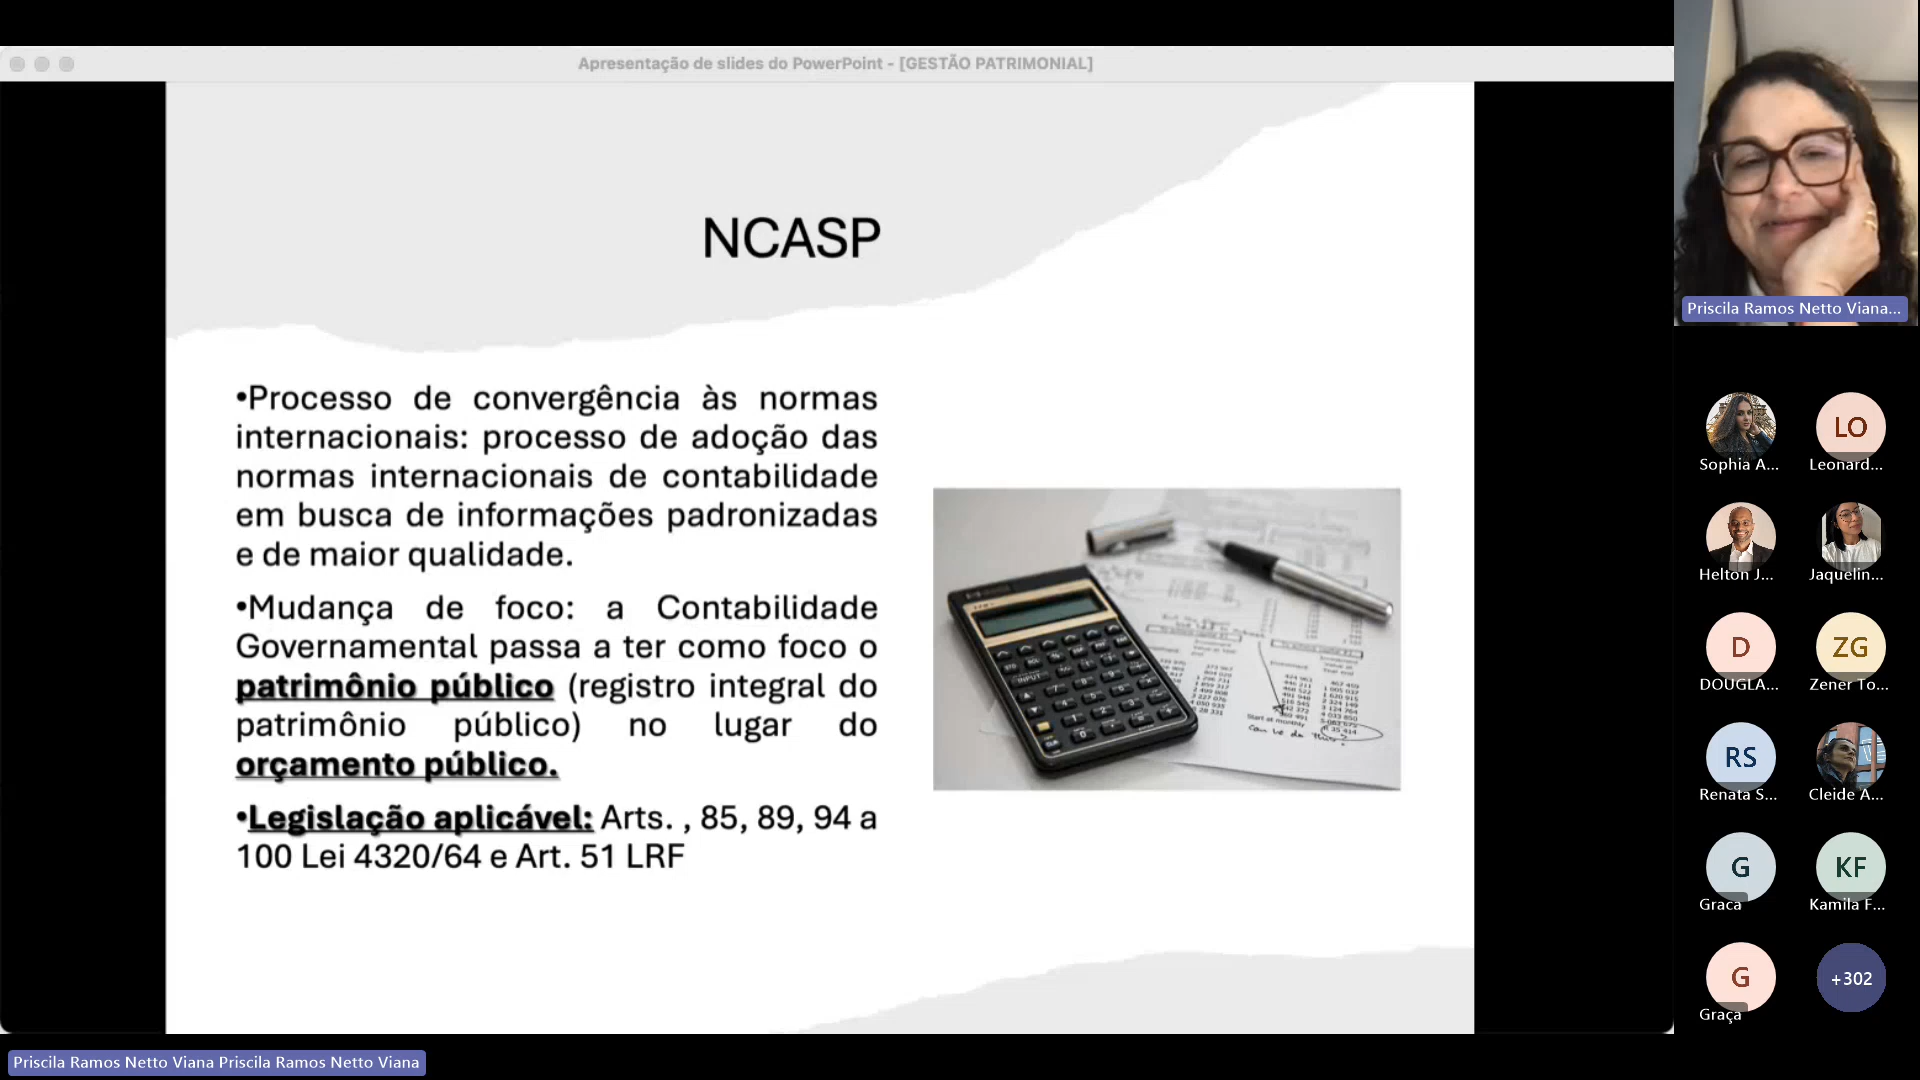 Apresentação de slides do PowerPoint - [GESTÃO PATRIMONIAL]
NCASP
•Processo de convergência às normas
internacionais: processo de adoção das
normas internacionais de contabilidade
em busca de informações padronizadas
e de maior qualidade.
•Mudança de foco: a Contabilidade
Governamental passa a ter como foco o
patrimônio público (registro integral do
patrimônio público) no lugar do
orçamento público.
•Legislação aplicável: Arts. , 85, 89, 94 a
100 Lei 4320/64 e Art. 51 LRF
Priscila Ramos Netto Viana...
LO
Sophia A...
Leonard...
Helton J...
Jaquelin...
D
ZG
DOUGLA...
Zener To...
RS
Renata S...
Cleide A...
G
KF
Graca
Kamila F...
G
+302
Graça
Priscila Ramos Netto Viana Priscila Ramos Netto Viana